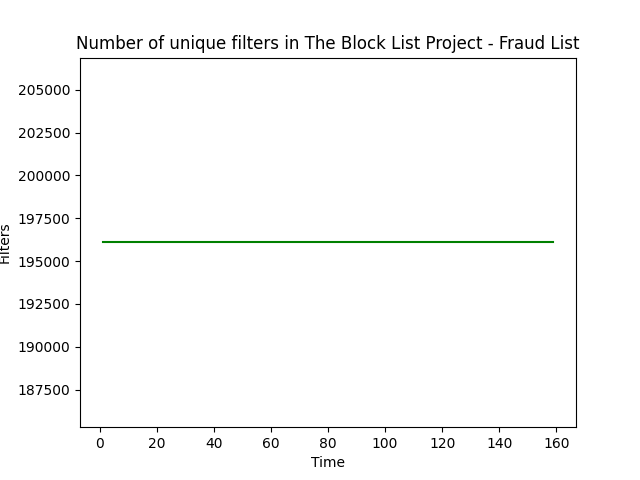 Number of unique filters in The Block List Project - Fraud List
205000
202500
200000
197500
195000
192500
190000
187500
Filters
0 20 40 60 80 100 120 140 160
Time